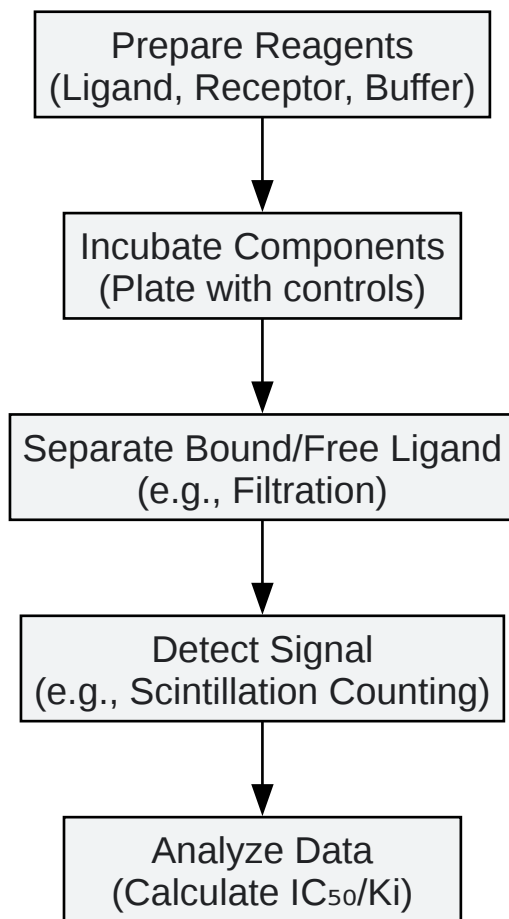 Prepare Reagents
(Ligand, Receptor, Buffer)
Incubate Components
(Plate with controls)
Separate Bound/Free Ligand
(e.g., Filtration)
Detect Signal
(e.g., Scintillation Counting)
Analyze Data
(Calculate IC₅₀/Ki)